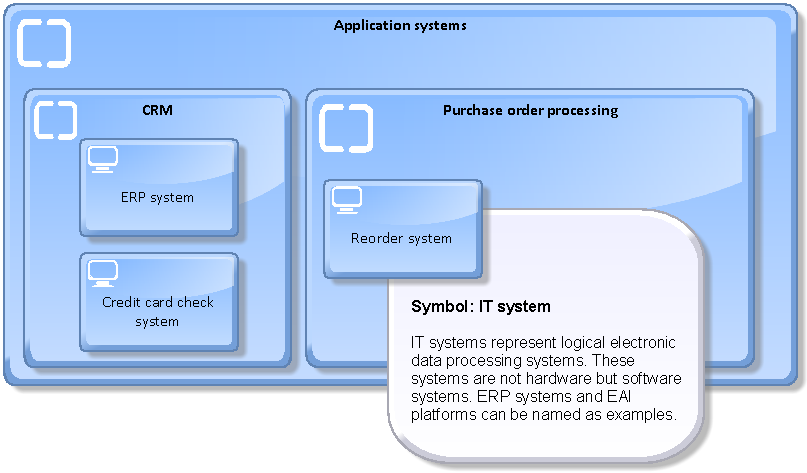 Application systems
CRM
ERP system
Credit card check
system
Purchase order processing
Reorder system
Symbol: IT system
IT systems represent logical electronic
data processing systems. These
systems are not hardware but software
systems. ERP systems and EAI
platforms can be named as examples.